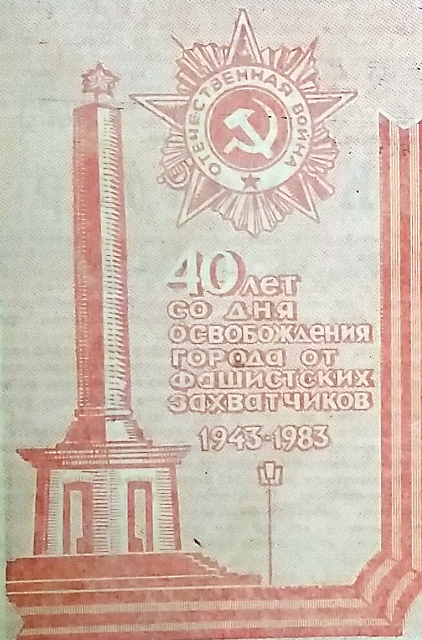 ОТЕЧЕСТВЕННАЯ ВОЙНА
40 лет
со дня
освобождения
города от
фашистских
захватчиков
1943-1983